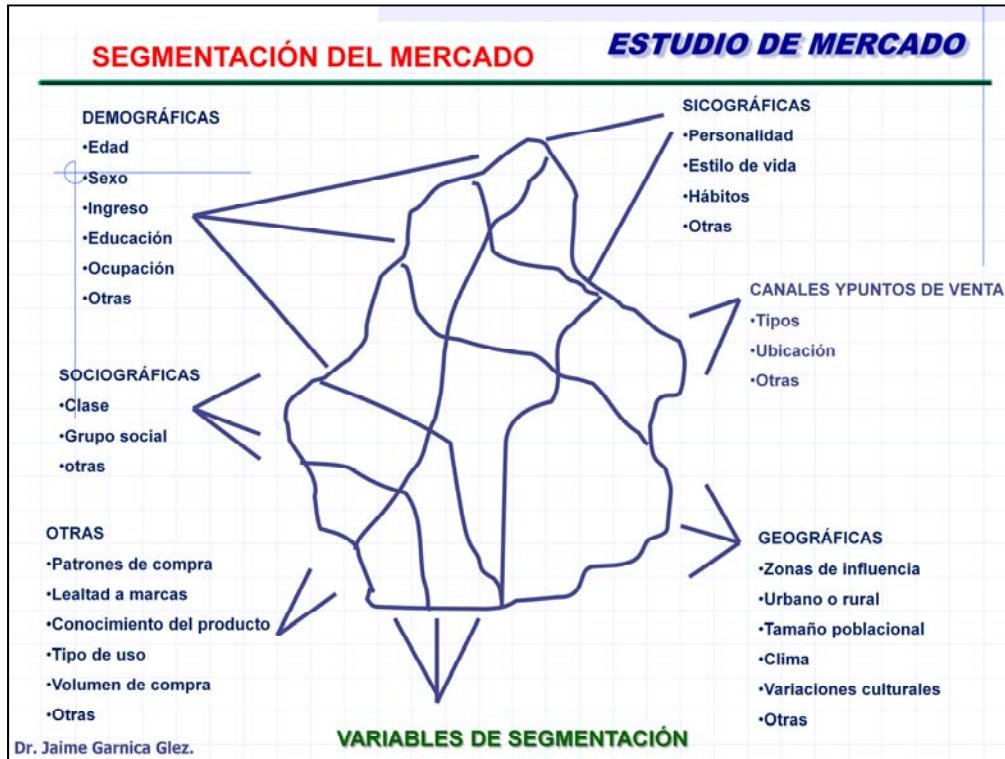 SEGMENTACIÓN DEL MERCADO
ESTUDIO DE MERCADO
DEMOGRÁFICAS
•Edad
•Sexo
•Ingreso
•Educación
•Ocupación
•Otras
SICOGRÁFICAS
•Personalidad
•Estilo de vida
•Hábitos
•Otras
CANALES YPUNTOS DE VENTA
•Tipos
•Ubicación
•Otras
SOCIOGRÁFICAS
•Clase
•Grupo social
•otras
OTRAS
•Patrones de compra
•Lealtad a marcas
•Conocimiento del producto
•Tipo de uso
•Volumen de compra
•Otras
GEOGRÁFICAS
•Zonas de influencia
•Urbano o rural
•Tamaño poblacional
•Clima
•Variaciones culturales
•Otras
VARIABLES DE SEGMENTACIÓN
Dr. Jaime Garnica Glez.